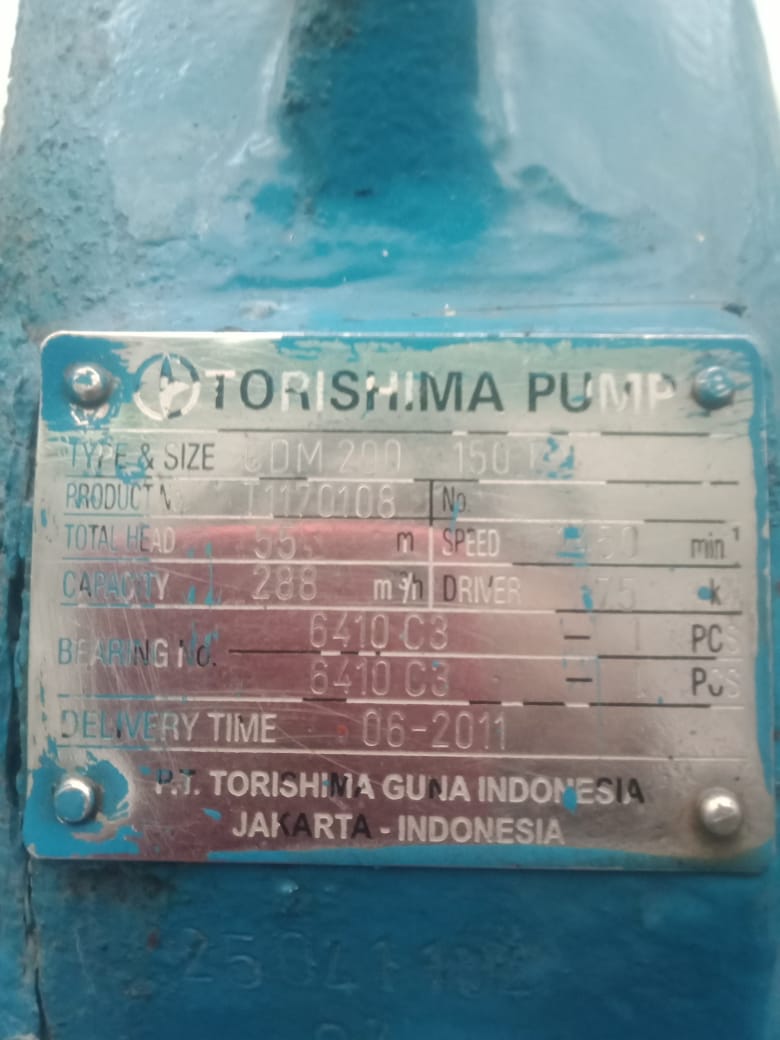 TORISHIMA PUMP
TYPE & SIZE CDM 200 150
PRODUCT I1170108 No.
TOTAL HEAD 55 m SPEED min⁻¹
CAPACITY 288 m³/h DRIVER 75
BEARING No. 6410 C3 – 1 PCS
6410 C3 – 1 PCS
DELIVERY TIME 06-2011
P.T. TORISHIMA GUNA INDONESIA
JAKARTA - INDONESIA